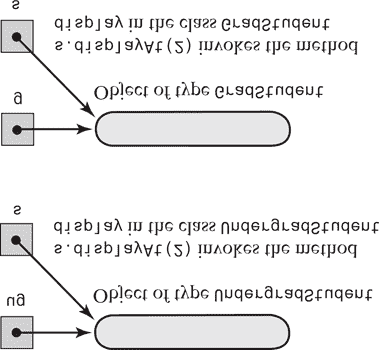 ug
Object of type UndergradStudent
s.displayAt(2) invokes the method
display in the class UndergradStudent
s
g
Object of type GradStudent
s.displayAt(2) invokes the method
display in the class GradStudent
s